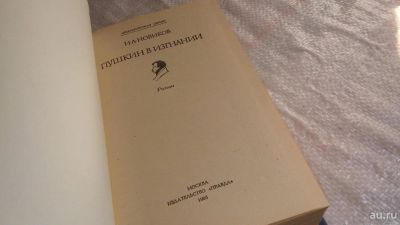 И.А.НОВИКОВ
ПУШКИН В ИЗГНАНИИ
Роман
МОСКВА
ИЗДАТЕЛЬСТВО «ПРАВДА»
au.ru